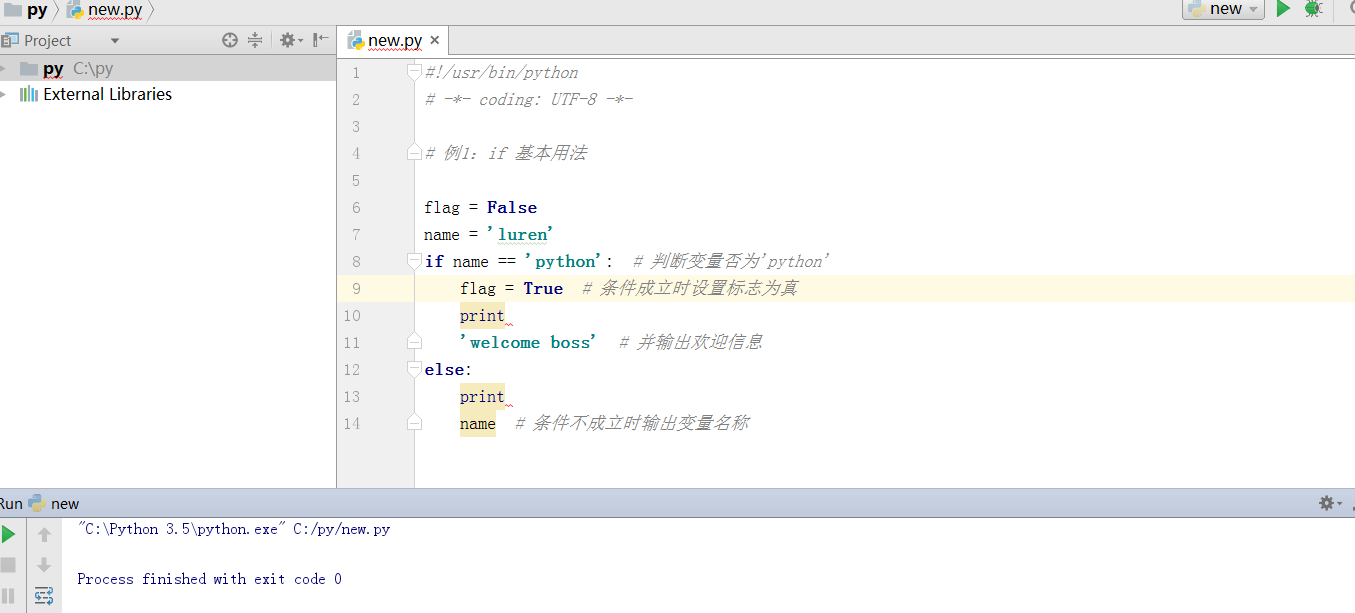 py new.py
new
Project
new.py
py C:\py
External Libraries
1 #!/usr/bin/python
2 # -*- coding: UTF-8 -*-
3
4 # 例1: if 基本用法
5
6 flag = False
7 name = 'luren'
8 if name == 'python': # 判断变量否为'python'
9 flag = True # 条件成立时设置标志为真
10 print
11 'welcome boss' # 并输出欢迎信息
12 else:
13 print
14 name # 条件不成立时输出变量名称
Run new
"C:\Python 3.5\python.exe" C:/py/new.py
Process finished with exit code 0